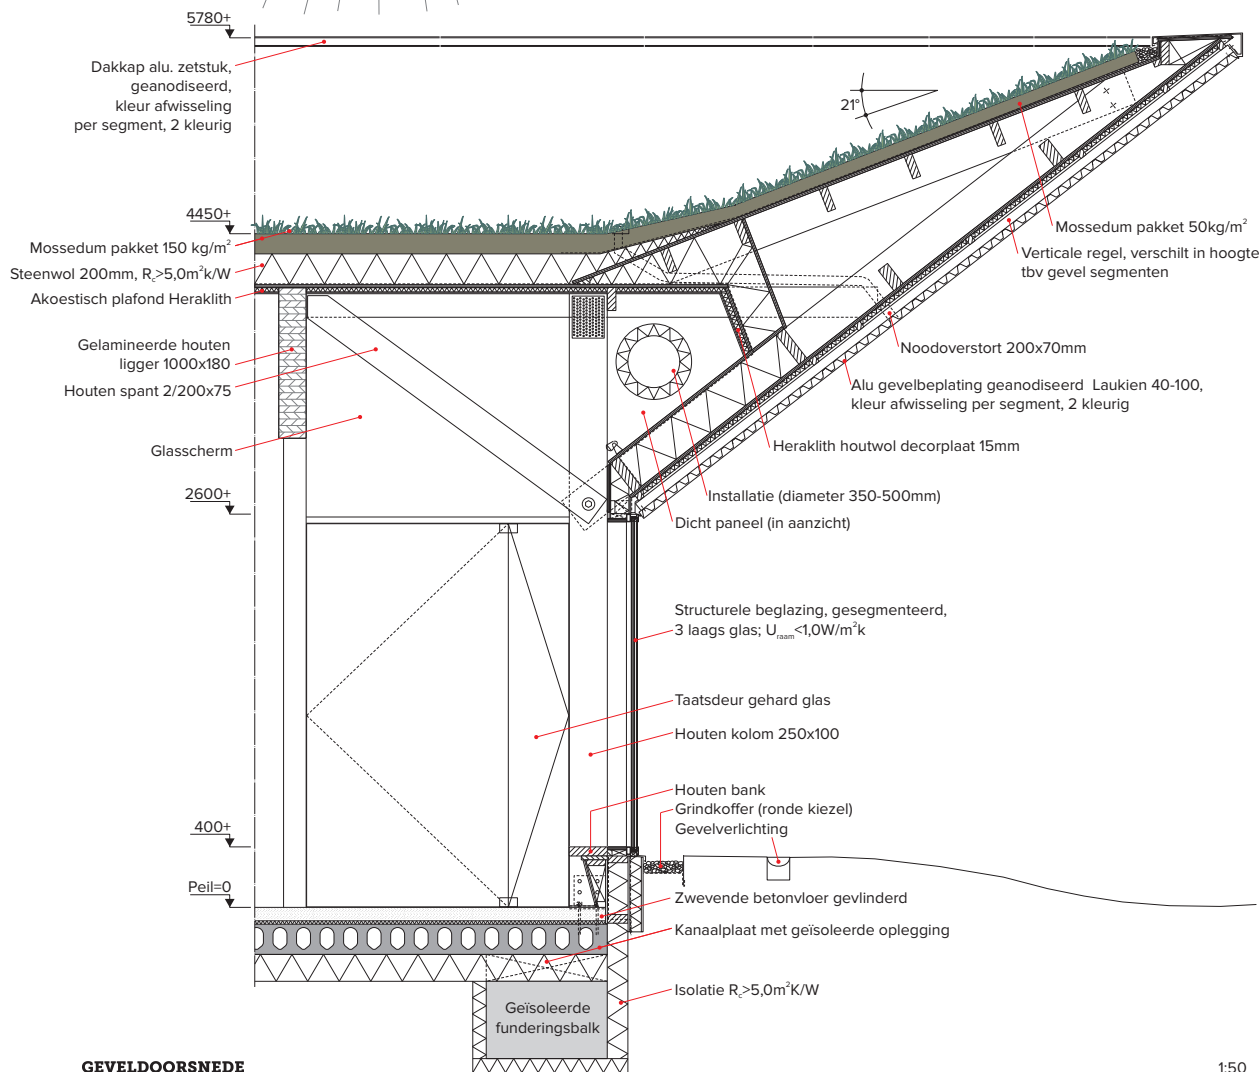 5780+
Dakkap alu. zetstuk,
geanodiseerd,
kleur afwisseling
per segment, 2 kleurig
21°
4450+
Mossedum pakket 150 kg/m²
Steenwol 200mm, Rc>5,0m²k/W
Akoestisch plafond Heraklith
Gelamineerde houten
ligger 1000x180
Houten spant 2/200x75
Glasscherm
2600+
400+
Peil=0
Mossedum pakket 50kg/m²
Verticale regel, verschilt in hoogte
tbv gevel segmenten
Noodoverstort 200x70mm
Alu gevelbeplating geanodiseerd Laukien 40-100,
kleur afwisseling per segment, 2 kleurig
Heraklith houtwol decorplaat 15mm
Installatie (diameter 350-500mm)
Dicht paneel (in aanzicht)
Structurele beglazing, gesegmenteerd,
3 laags glas; Uraam<1,0W/m²k
Taatsdeur gehard glas
Houten kolom 250x100
Houten bank
Grindkoffer (ronde kiezel)
Gevelverlichting
Zwevende betonvloer gevlinderd
Kanaalplaat met geïsoleerde oplegging
Isolatie Rc>5,0m²K/W
Geïsoleerde
funderingsbalk
GEVELDOORSNEDE
1:50